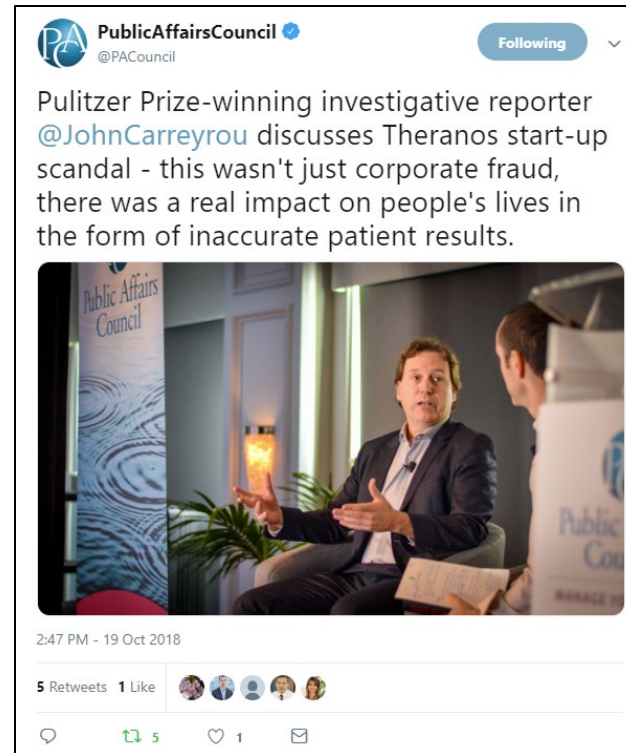 PublicAffairsCouncil
@PACouncil
Following
Pulitzer Prize-winning investigative reporter
@JohnCarreyrou discusses Theranos start-up
scandal - this wasn't just corporate fraud,
there was a real impact on people's lives in
the form of inaccurate patient results.
Public Affairs
Council
Public
Cou
2:47 PM - 19 Oct 2018
5 Retweets 1 Like
5 1